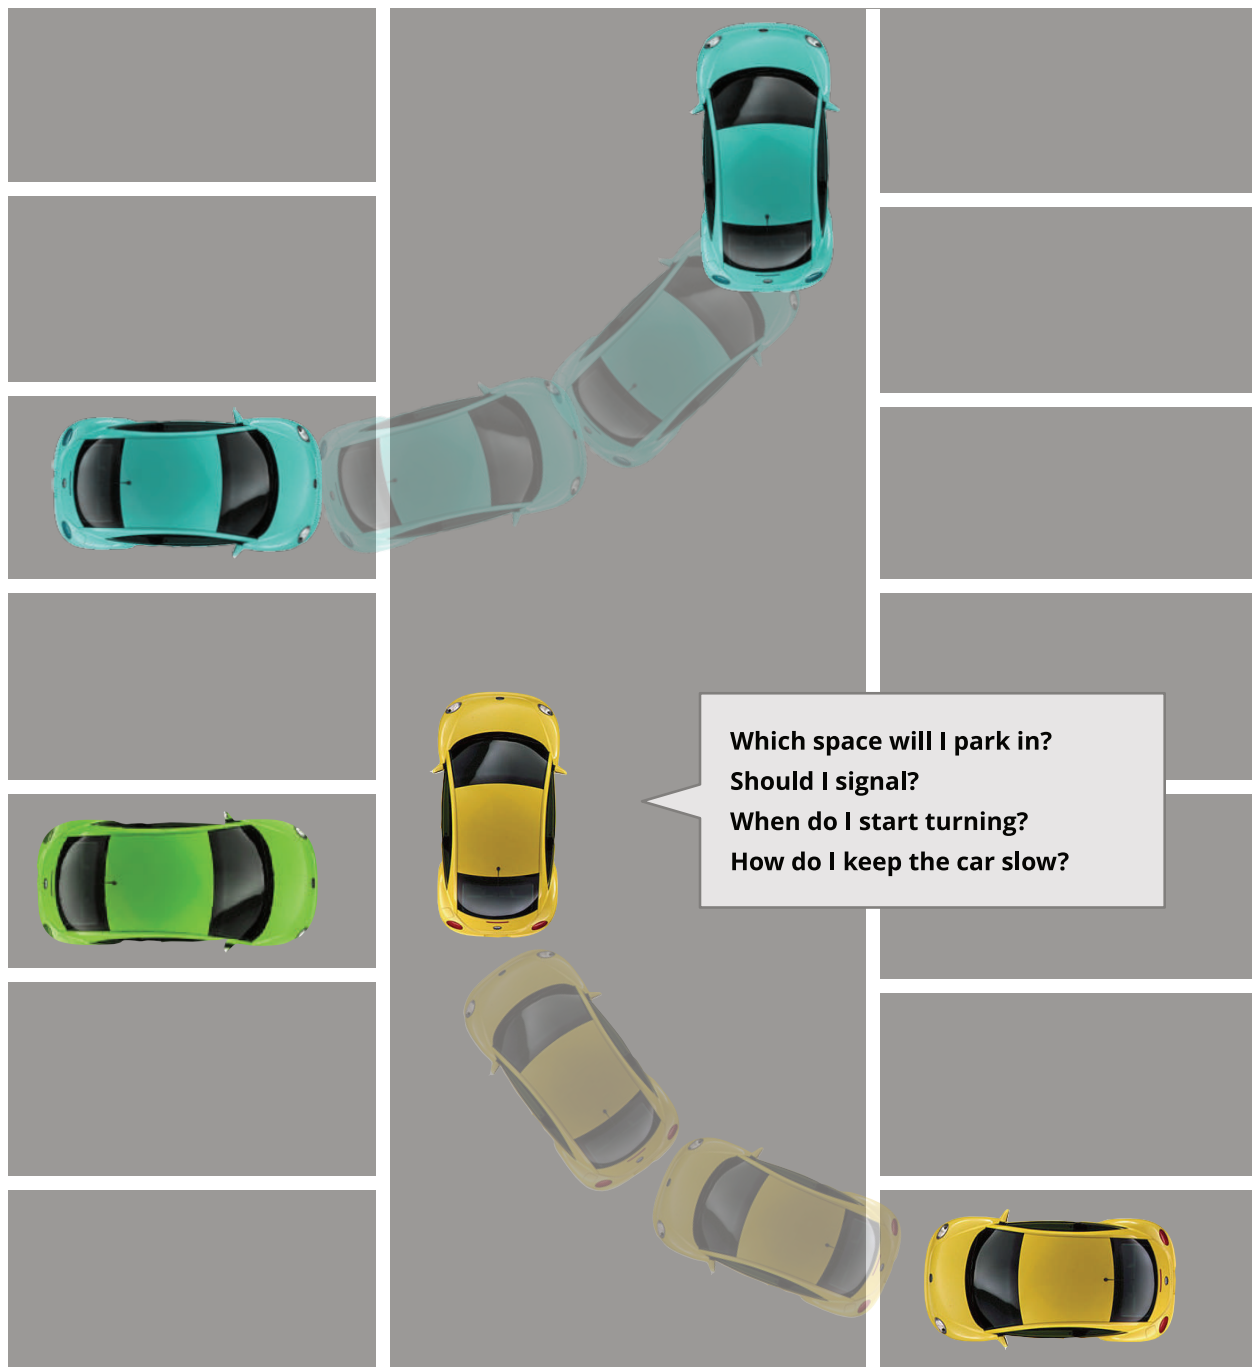 Which space will I park in?
Should I signal?
When do I start turning?
How do I keep the car slow?